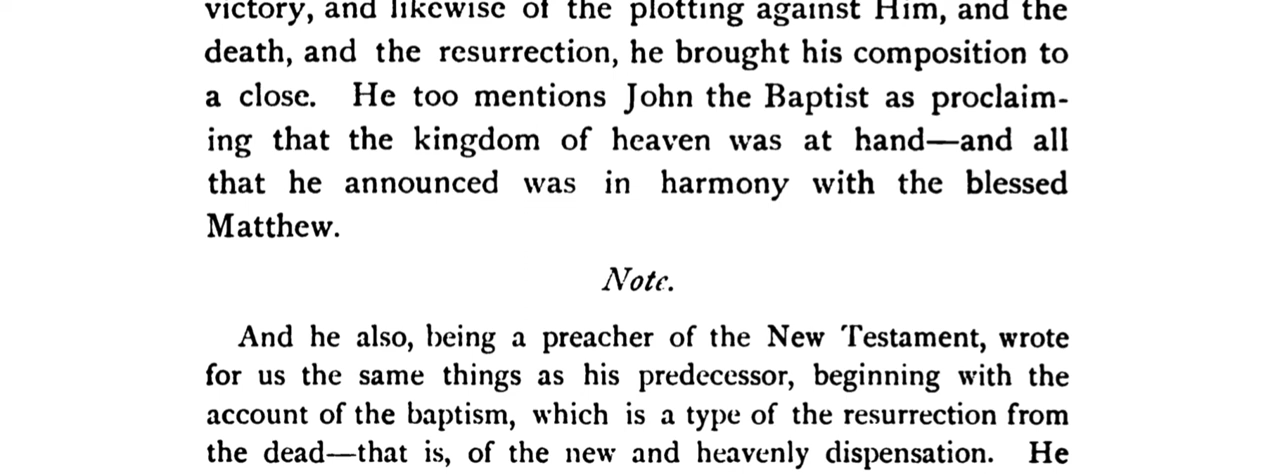 victory, and likewise of the plotting against Him, and the
death, and the resurrection, he brought his composition to
a close. He too mentions John the Baptist as proclaim-
ing that the kingdom of heaven was at hand—and all
that he announced was in harmony with the blessed
Matthew.
Note.
And he also, being a preacher of the New Testament, wrote
for us the same things as his predecessor, beginning with the
account of the baptism, which is a type of the resurrection from
the dead—that is, of the new and heavenly dispensation. He